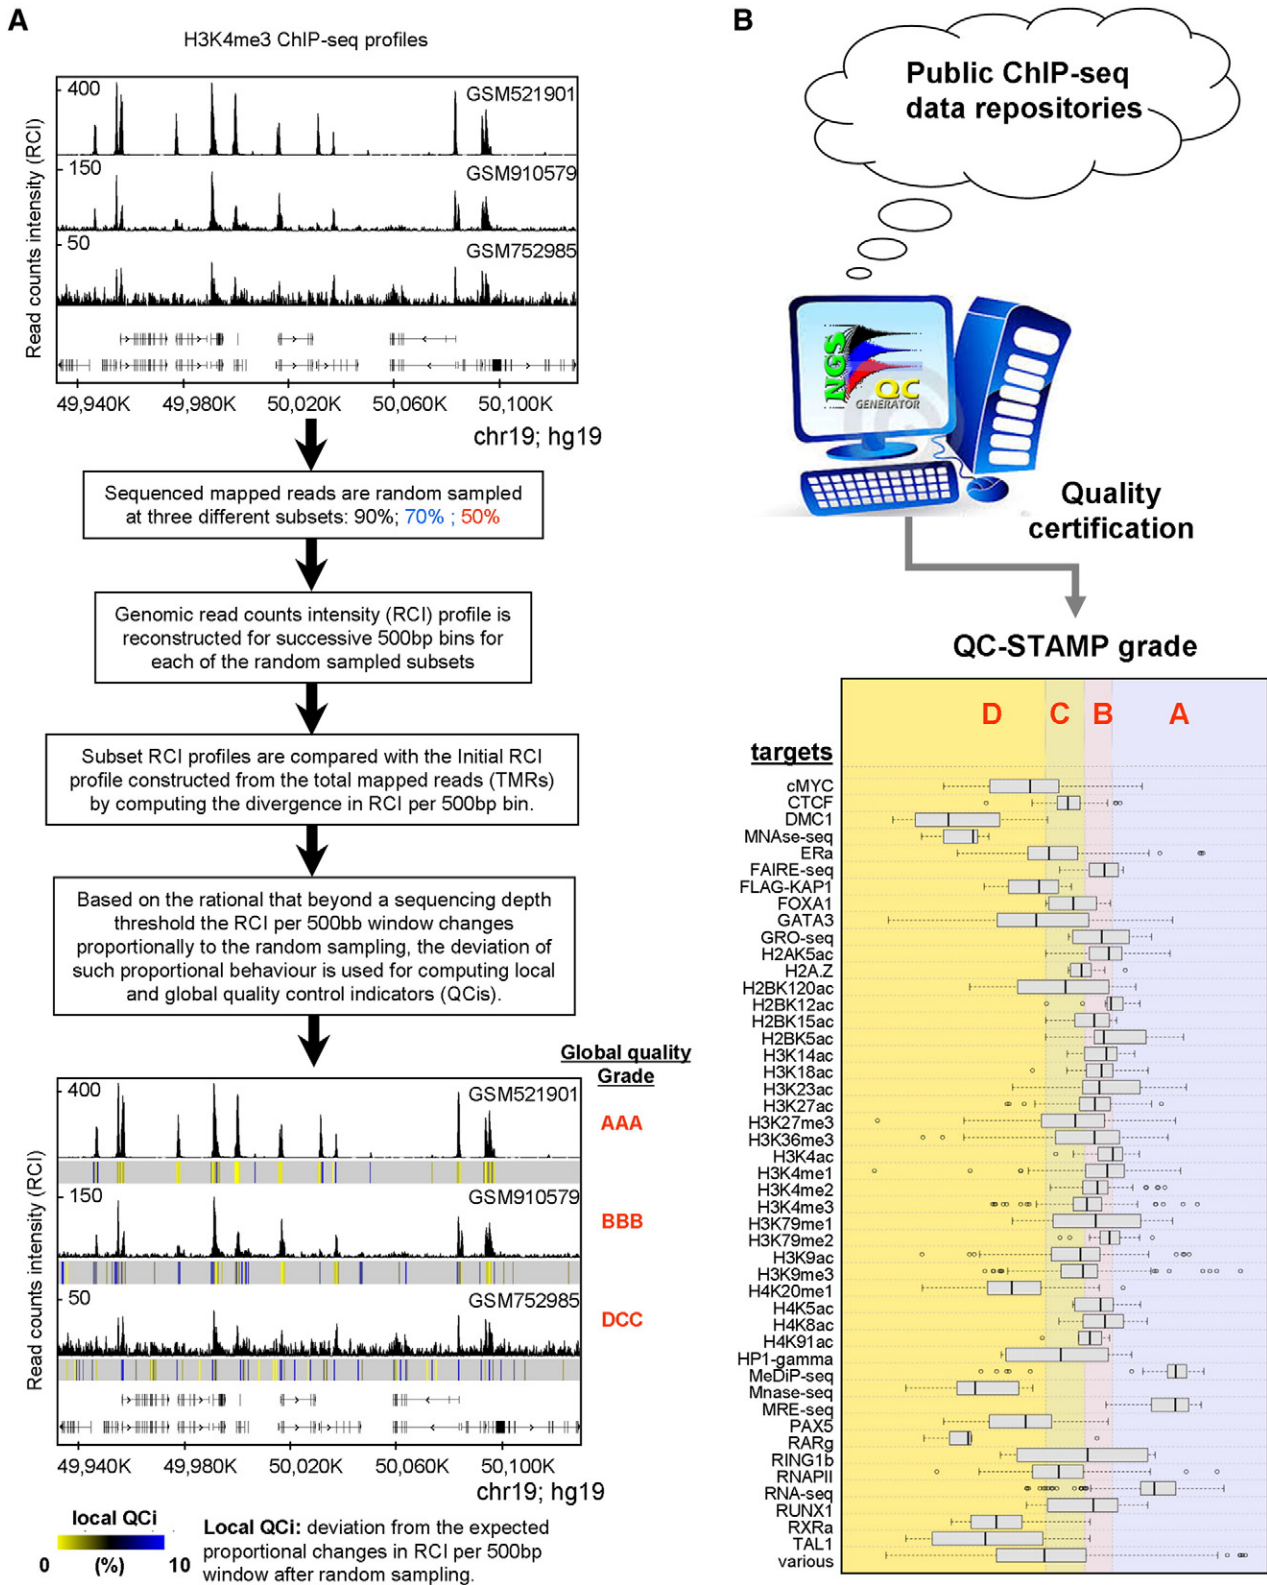 A
H3K4me3 ChIP-seq profiles
Read counts intensity (RCI)
400
GSM521901
150
GSM910579
50
GSM752985
49,940K 49,980K 50,020K 50,060K 50,100K
chr19; hg19
Sequenced mapped reads are random sampled
at three different subsets: 90%; 70% ; 50%
Genomic read counts intensity (RCI) profile is
reconstructed for successive 500bp bins for
each of the random sampled subsets
Subset RCI profiles are compared with the Initial RCI
profile constructed from the total mapped reads (TMRs)
by computing the divergence in RCI per 500bp bin.
Based on the rational that beyond a sequencing depth
threshold the RCI per 500bb window changes
proportionally to the random sampling, the deviation of
such proportional behaviour is used for computing local
and global quality control indicators (QCis).
Global quality
Grade
Read counts intensity (RCI)
400
GSM521901
AAA
150
GSM910579
BBB
50
GSM752985
DCC
49,940K 49,980K 50,020K 50,060K 50,100K
chr19; hg19
local QCi
0 (%) 10
Local QCi: deviation from the expected
proportional changes in RCI per 500bp
window after random sampling.
B
Public ChIP-seq
data repositories
NGS
QC
GENERATOR
Quality
certification
QC-STAMP grade
D C B A
targets
cMYC
CTCF
DMC1
MNAse-seq
ERa
FAIRE-seq
FLAG-KAP1
FOXA1
GATA3
GRO-seq
H2AK5ac
H2A.Z
H2BK120ac
H2BK12ac
H2BK15ac
H2BK5ac
H3K14ac
H3K18ac
H3K23ac
H3K27ac
H3K27me3
H3K36me3
H3K4ac
H3K4me1
H3K4me2
H3K4me3
H3K79me1
H3K79me2
H3K9ac
H3K9me3
H4K20me1
H4K5ac
H4K8ac
H4K91ac
HP1-gamma
MeDiP-seq
Mnase-seq
MRE-seq
PAX5
RARg
RING1b
RNAPII
RNA-seq
RUNX1
RXRa
TAL1
various